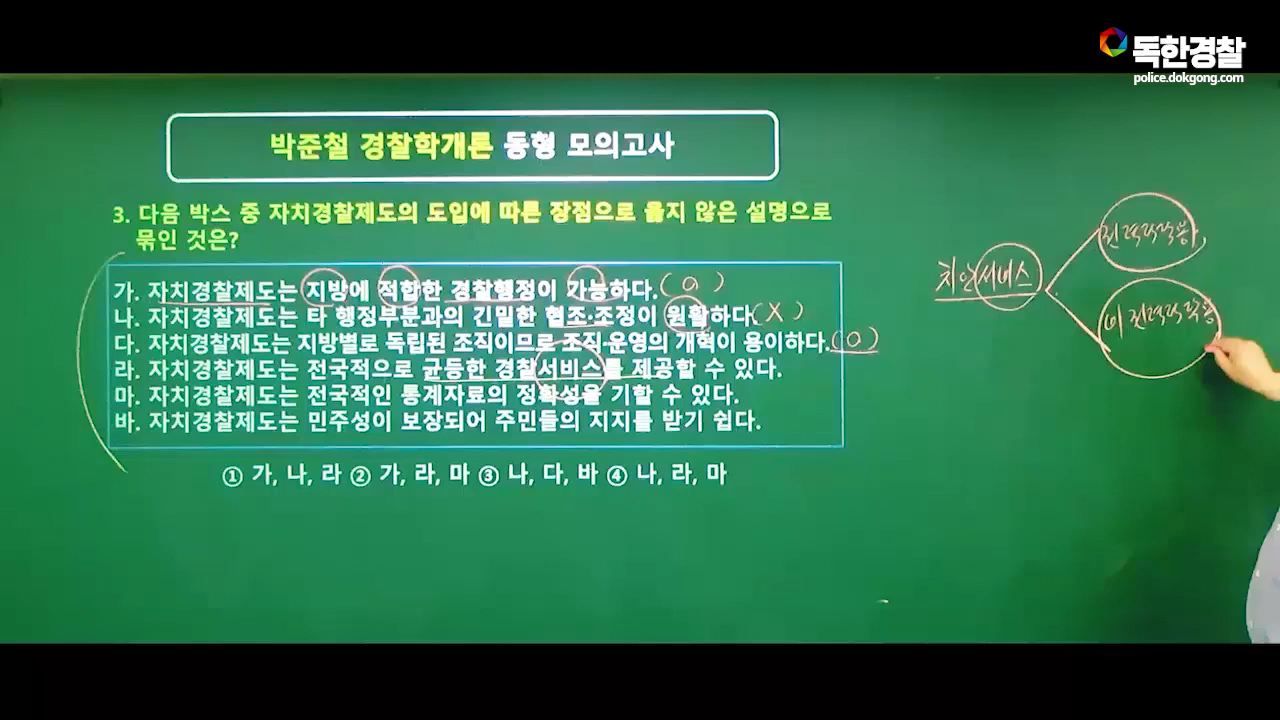 독한경찰
police.dokgong.com
박준철 경찰학개론 동형 모의고사
3. 다음 박스 중 자치경찰제도의 도입에 따른 장점으로 옳지 않은 설명으로
묶인 것은?
가. 자치경찰제도는 지방에 적합한 경찰행정이 가능하다. (O)
나. 자치경찰제도는 타 행정부분과의 긴밀한 협조·조정이 원활하다. (X)
다. 자치경찰제도는 지방별로 독립된 조직이므로 조직·운영의 개혁이 용이하다. (O)
라. 자치경찰제도는 전국적으로 균등한 경찰서비스를 제공할 수 있다.
마. 자치경찰제도는 전국적인 통계자료의 정확성을 기할 수 있다.
바. 자치경찰제도는 민주성이 보장되어 주민들의 지지를 받기 쉽다.
① 가, 나, 라 ② 가, 라, 마 ③ 나, 다, 바 ④ 나, 라, 마
치안서비스